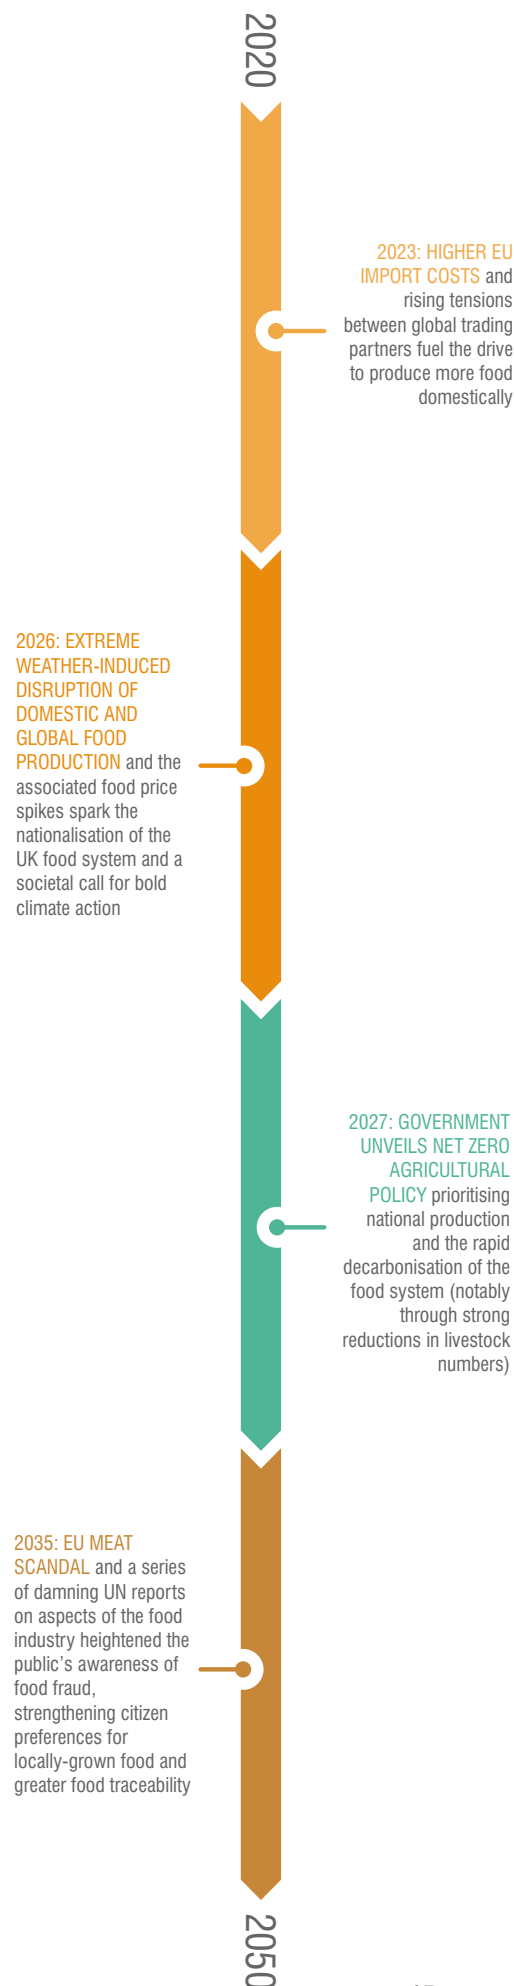 2020
2023: HIGHER EU
IMPORT COSTS and
rising tensions
between global trading
partners fuel the drive
to produce more food
domestically
2026: EXTREME
WEATHER-INDUCED
DISRUPTION OF
DOMESTIC AND
GLOBAL FOOD
PRODUCTION and the
associated food price
spikes spark the
nationalisation of the
UK food system and a
societal call for bold
climate action
2027: GOVERNMENT
UNVEILS NET ZERO
AGRICULTURAL
POLICY prioritising
national production
and the rapid
decarbonisation of the
food system (notably
through strong
reductions in livestock
numbers)
2035: EU MEAT
SCANDAL and a series
of damning UN reports
on aspects of the food
industry heightened the
public's awareness of
food fraud,
strengthening citizen
preferences for
locally-grown food and
greater food traceability
2050